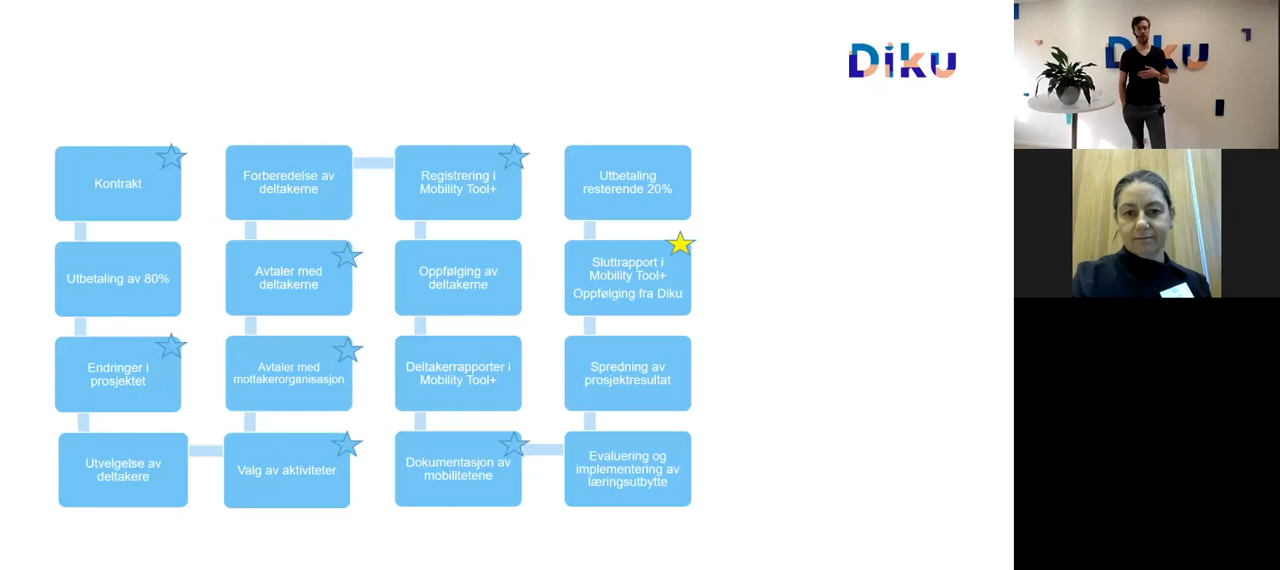 Diku
Kontrakt
Utbetaling av 80%
Endringer i
prosjektet
Utvelgelse av
deltakere
Valg av aktiviteter
Avtaler med
mottakerorganisasjon
Avtaler med
deltakerne
Forberedelse av
deltakerne
Registrering i
Mobility Tool+
Oppfølging av
deltakerne
Deltakerrapporter i
Mobility Tool+
Dokumentasjon av
mobilitetene
Evaluering og
implementering av
læringsutbytte
Spredning av
prosjektresultat
Sluttrapport i
Mobility Tool+
Oppfølging fra Diku
Utbetaling
resterende 20%
Diku